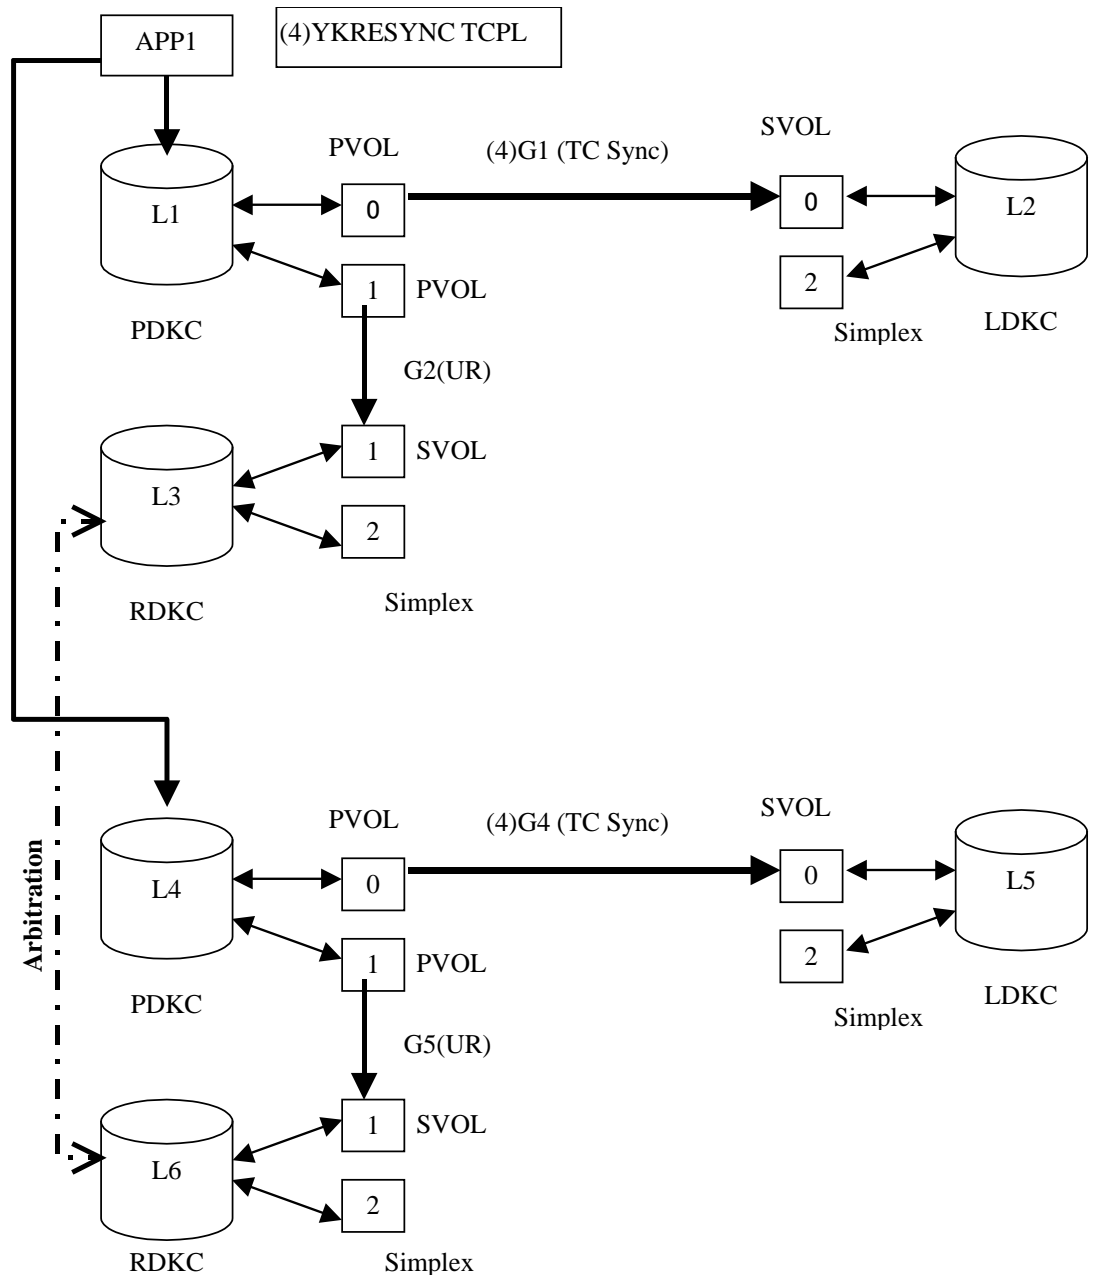 APP1
(4)YKRESYNC TCPL
PVOL
(4)G1 (TC Sync)
SVOL
L1
0
0
L2
1
PVOL
2
PDKC
Simplex
LDKC
G2(UR)
1
SVOL
L3
2
RDKC
Simplex
PVOL
(4)G4 (TC Sync)
SVOL
L4
0
0
L5
Arbitration
1
PVOL
2
PDKC
Simplex
LDKC
G5(UR)
1
SVOL
L6
2
RDKC
Simplex